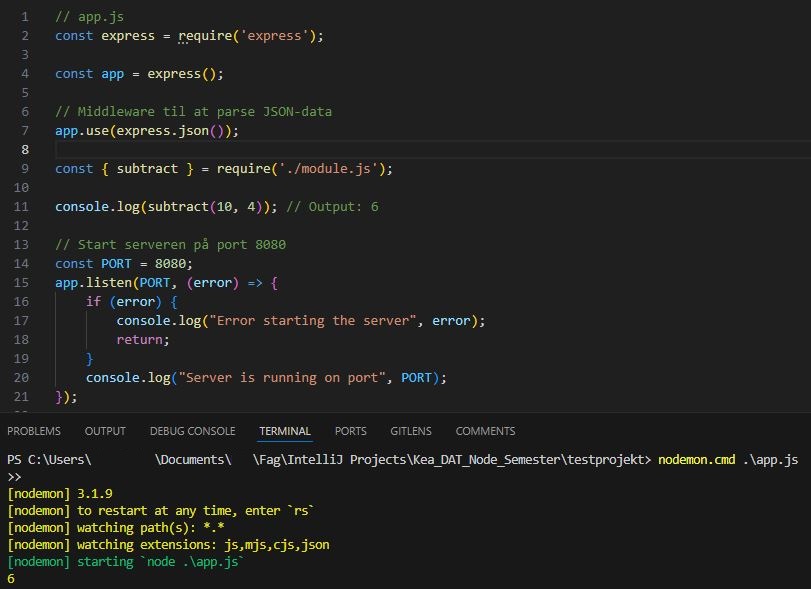 1 // app.js
2 const express = require('express');
3
4 const app = express();
5
6 // Middleware til at parse JSON-data
7 app.use(express.json());
8
9 const { subtract } = require('./module.js');
10
11 console.log(subtract(10, 4)); // Output: 6
12
13 // Start serveren på port 8080
14 const PORT = 8080;
15 app.listen(PORT, (error) => {
16 if (error) {
17 console.log("Error starting the server", error);
18 return;
19 }
20 console.log("Server is running on port", PORT);
21 });
PROBLEMS OUTPUT DEBUG CONSOLE TERMINAL PORTS GITLENS COMMENTS
PS C:\Users\ \Documents\ \Fag\IntelliJ Projects\Kea_DAT_Node_Semester\testprojekt> nodemon.cmd .\app.js
>>
[nodemon] 3.1.9
[nodemon] to restart at any time, enter `rs`
[nodemon] watching path(s): *.*
[nodemon] watching extensions: js,mjs,cjs,json
[nodemon] starting `node .\app.js`
6